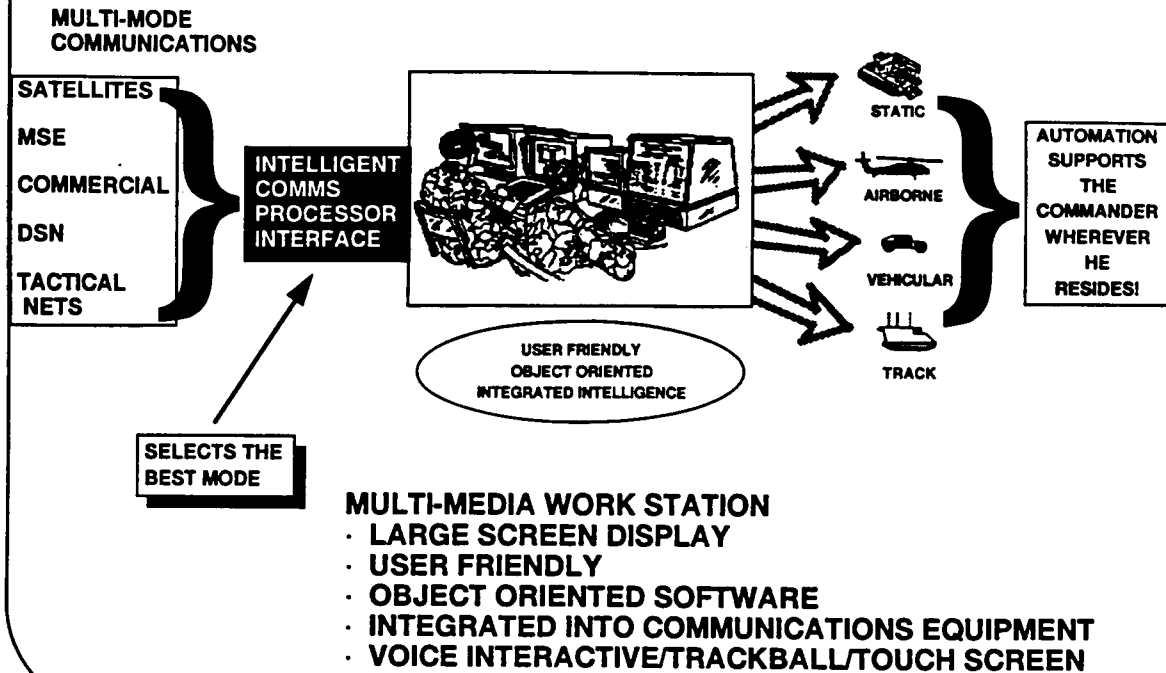 MULTI-MODE
COMMUNICATIONS
SATELLITES
MSE
COMMERCIAL
DSN
TACTICAL
NETS
INTELLIGENT
COMMS
PROCESSOR
INTERFACE
SELECTS THE
BEST MODE
USER FRIENDLY
OBJECT ORIENTED
INTEGRATED INTELLIGENCE
STATIC
AIRBORNE
VEHICULAR
TRACK
AUTOMATION
SUPPORTS
THE
COMMANDER
WHEREVER
HE
RESIDES!
MULTI-MEDIA WORK STATION
· LARGE SCREEN DISPLAY
· USER FRIENDLY
· OBJECT ORIENTED SOFTWARE
· INTEGRATED INTO COMMUNICATIONS EQUIPMENT
· VOICE INTERACTIVE/TRACKBALL/TOUCH SCREEN